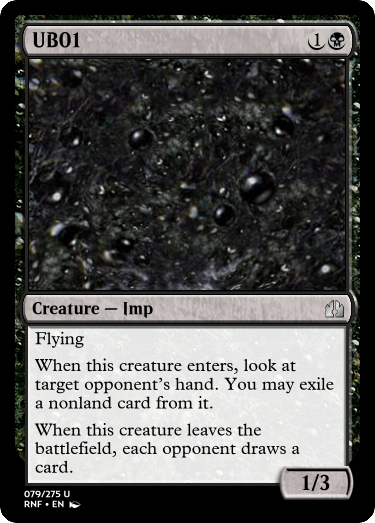 UB01
1
Creature — Imp
Flying
When this creature enters, look at
target opponent's hand. You may exile
a nonland card from it.
When this creature leaves the
battlefield, each opponent draws a
card.
1/3
079/275 U
RNF • EN